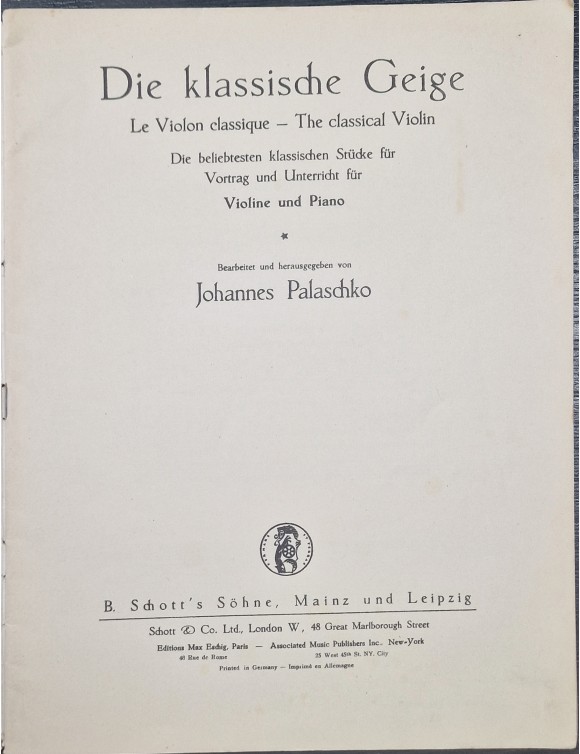 Die klassische Geige
Le Violon classique – The classical Violin
Die beliebtesten klassischen Stücke für
Vortrag und Unterricht für
Violine und Piano
*
Bearbeitet und herausgegeben von
Johannes Palaschko
B. Schott's Söhne, Mainz und Leipzig
Schott & Co. Ltd., London W, 48 Great Marlborough Street
Editions Max Eschig, Paris — Associated Music Publishers Inc. New-York
48 Rue de Rome 25 West 45th St. NY. City
Printed in Germany — Imprimé en Allemagne